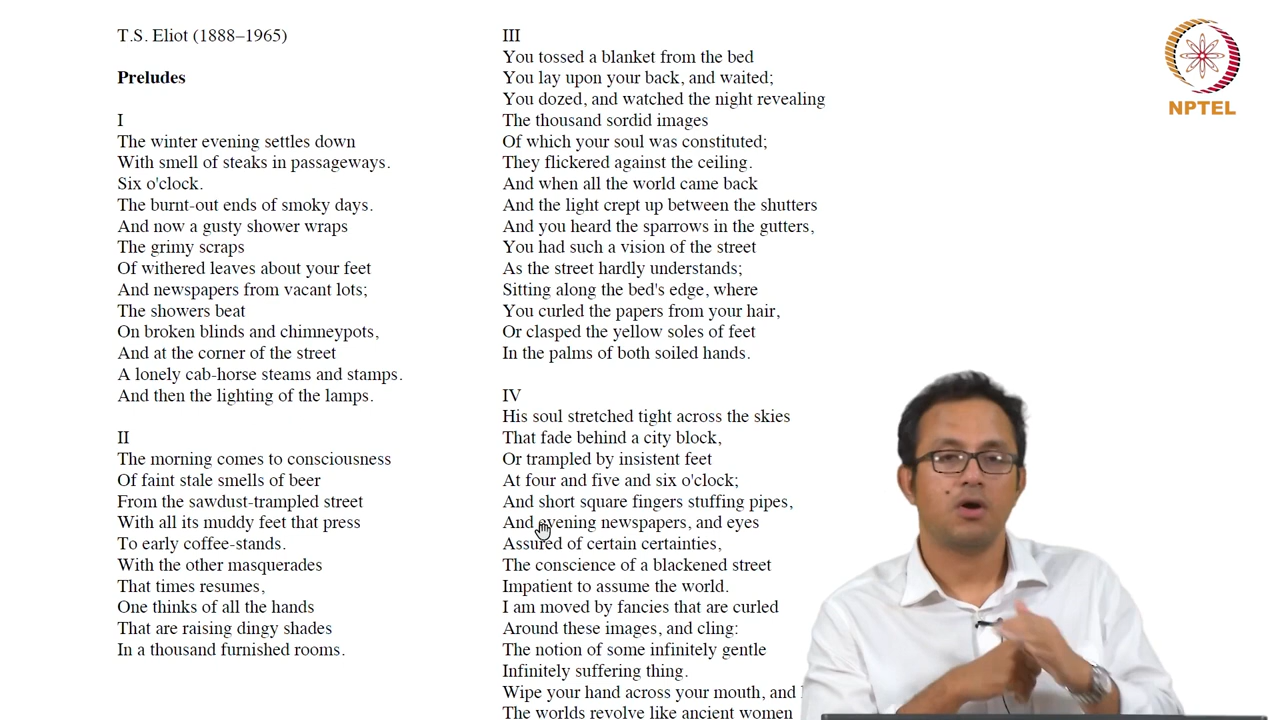 T.S. Eliot (1888–1965)
Preludes
I
The winter evening settles down
With smell of steaks in passageways.
Six o'clock.
The burnt-out ends of smoky days.
And now a gusty shower wraps
The grimy scraps
Of withered leaves about your feet
And newspapers from vacant lots;
The showers beat
On broken blinds and chimneypots,
And at the corner of the street
A lonely cab-horse steams and stamps.
And then the lighting of the lamps.
II
The morning comes to consciousness
Of faint stale smells of beer
From the sawdust-trampled street
With all its muddy feet that press
To early coffee-stands.
With the other masquerades
That times resumes,
One thinks of all the hands
That are raising dingy shades
In a thousand furnished rooms.
III
You tossed a blanket from the bed
You lay upon your back, and waited;
You dozed, and watched the night revealing
The thousand sordid images
Of which your soul was constituted;
They flickered against the ceiling.
And when all the world came back
And the light crept up between the shutters
And you heard the sparrows in the gutters,
You had such a vision of the street
As the street hardly understands;
Sitting along the bed's edge, where
You curled the papers from your hair,
Or clasped the yellow soles of feet
In the palms of both soiled hands.
IV
His soul stretched tight across the skies
That fade behind a city block,
Or trampled by insistent feet
At four and five and six o'clock;
And short square fingers stuffing pipes,
And evening newspapers, and eyes
Assured of certain certainties,
The conscience of a blackened street
Impatient to assume the world.
I am moved by fancies that are curled
Around these images, and cling:
The notion of some infinitely gentle
Infinitely suffering thing.
Wipe your hand across your mouth, and
The worlds revolve like ancient women
NPTEL